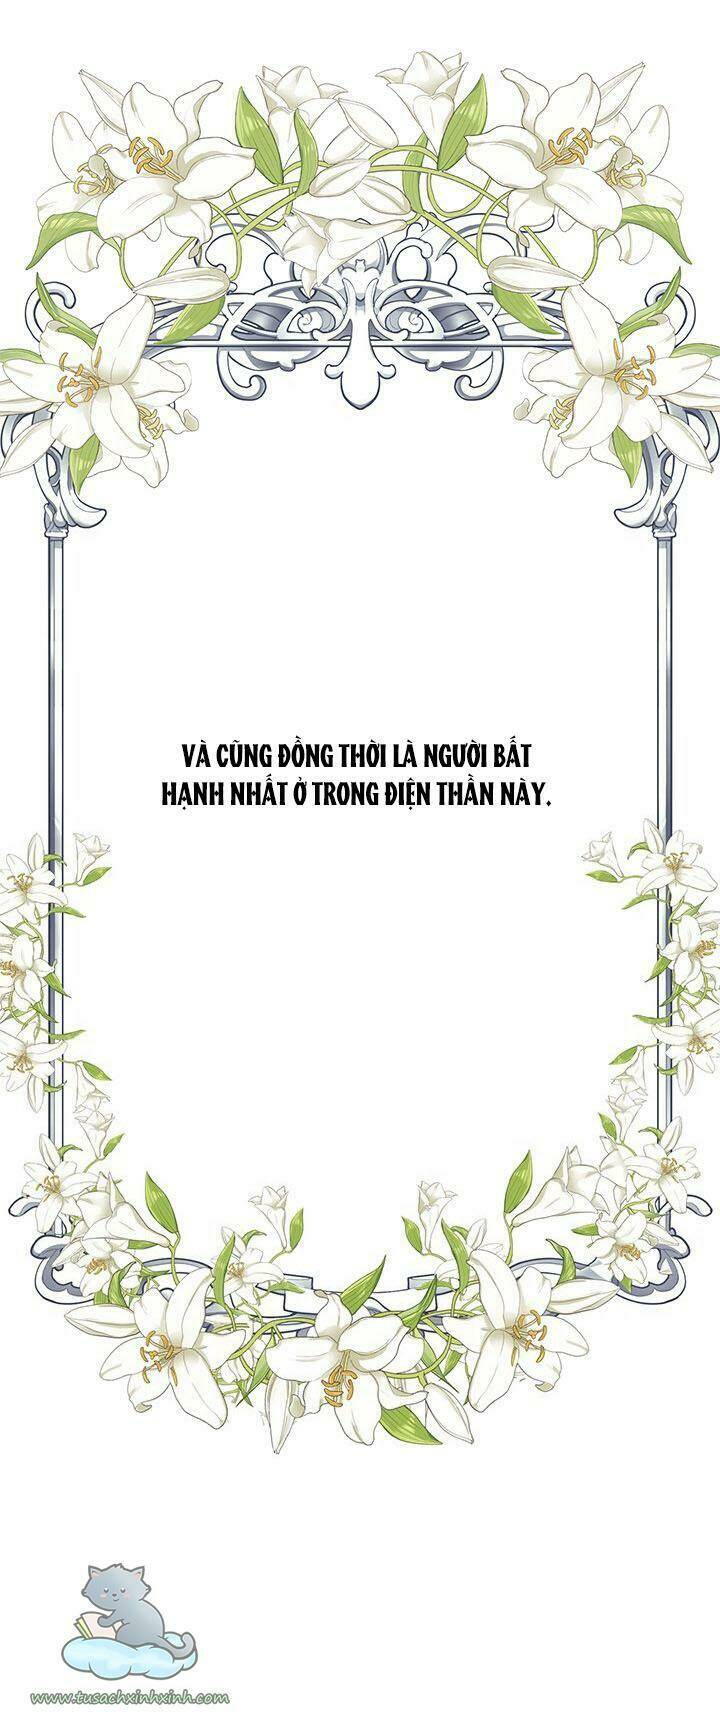 VÀ CŨNG ĐỒNG THỜI LÀ NGƯỜI BẤT
HẠNH NHẤT Ở TRONG ĐIỆN THẦN NÀY.
www.tusachxinhxinh.com